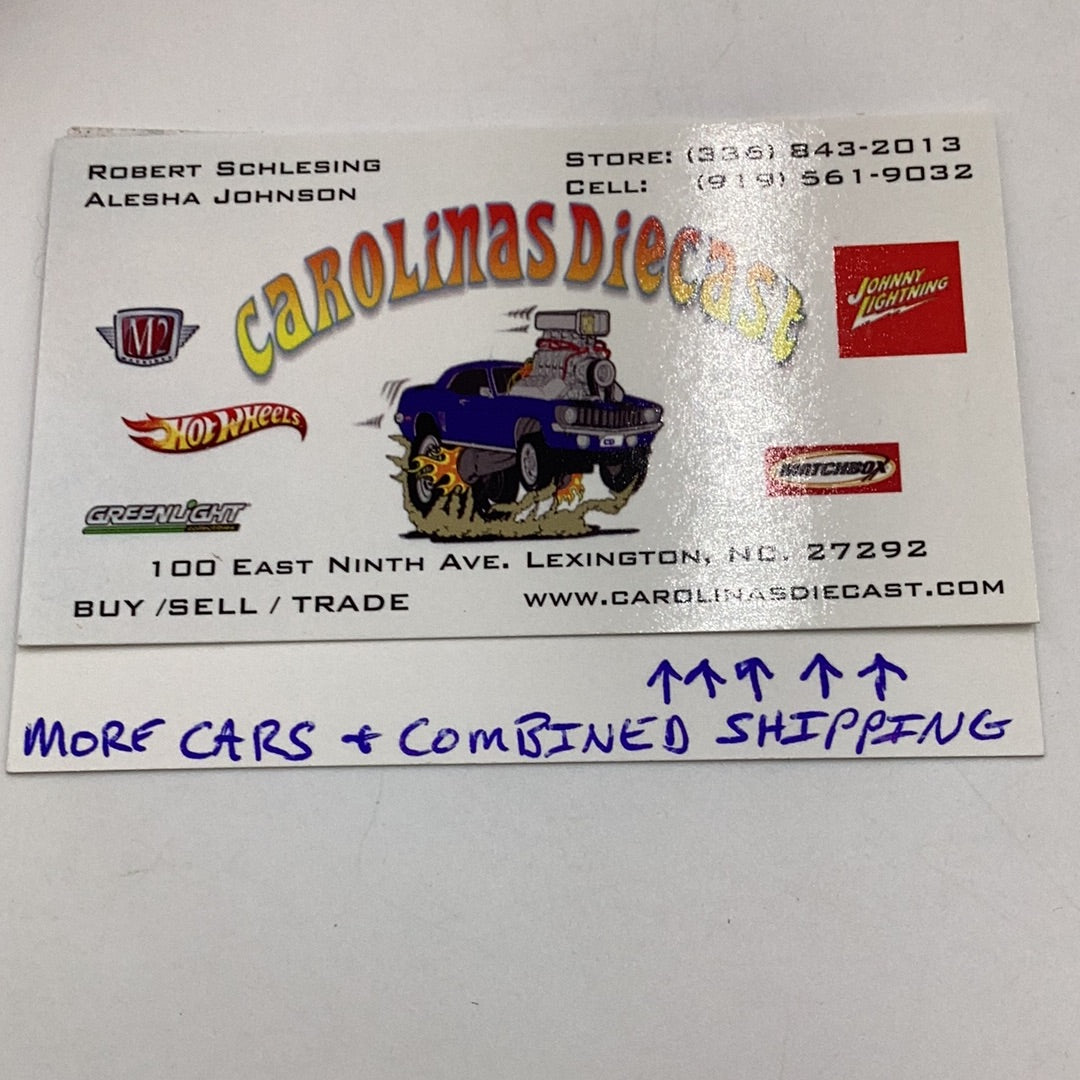 ROBERT SCHLESING
ALESHA JOHNSON
STORE: (336) 843-2013
CELL: (919) 561-9032
CAROLINAS DIECAST
M2
JOHNNY
LIGHTNING
HOT WHEELS
MATCHBOX
GREENLIGHT
100 EAST NINTH AVE. LEXINGTON, NC. 27292
BUY /SELL / TRADE
WWW.CAROLINASDIECAST.COM
↑↑↑↑↑
MORE CARS + COMBINED SHIPPING